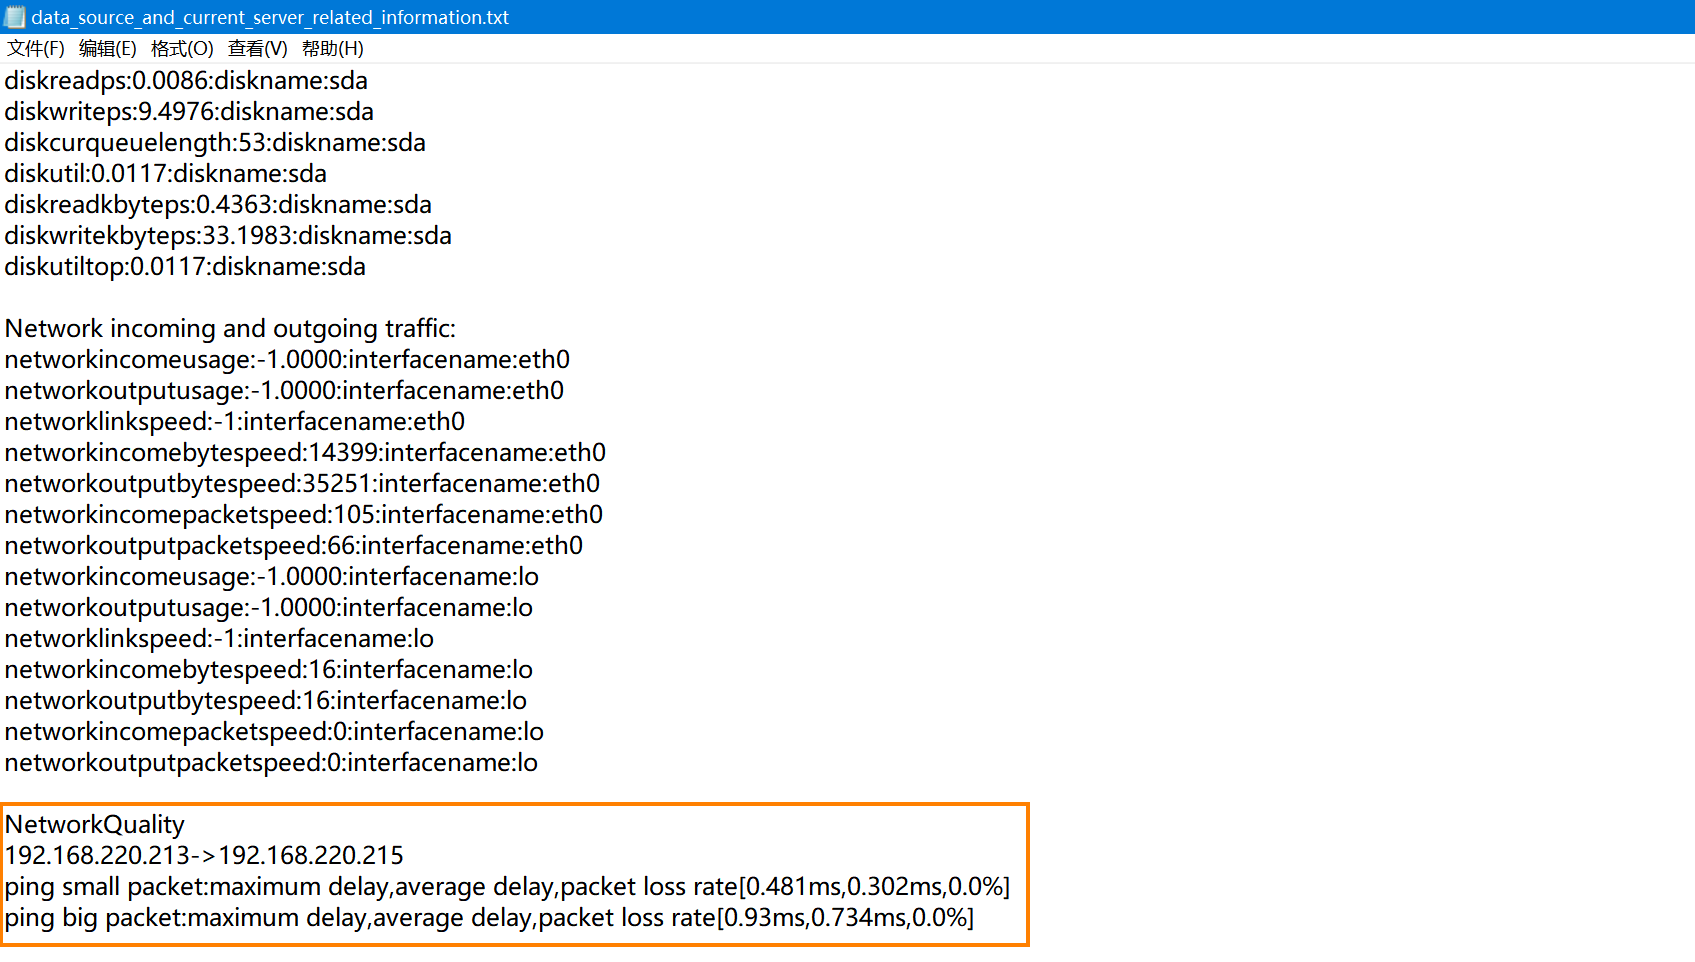 data_source_and_current_server_related_information.txt
文件(F) 编辑(E) 格式(O) 查看(V) 帮助(H)
diskreadps:0.0086:diskname:sda
diskwriteps:9.4976:diskname:sda
diskcurqueuelength:53:diskname:sda
diskutil:0.0117:diskname:sda
diskreadkbyteps:0.4363:diskname:sda
diskwritekbyteps:33.1983:diskname:sda
diskutiltop:0.0117:diskname:sda
Network incoming and outgoing traffic:
networkincomeusage:-1.0000:interfacename:eth0
networkoutputusage:-1.0000:interfacename:eth0
networklinkspeed:-1:interfacename:eth0
networkincomebytespeed:14399:interfacename:eth0
networkoutputbytespeed:35251:interfacename:eth0
networkincomepacketspeed:105:interfacename:eth0
networkoutputpacketspeed:66:interfacename:eth0
networkincomeusage:-1.0000:interfacename:lo
networkoutputusage:-1.0000:interfacename:lo
networklinkspeed:-1:interfacename:lo
networkincomebytespeed:16:interfacename:lo
networkoutputbytespeed:16:interfacename:lo
networkincomepacketspeed:0:interfacename:lo
networkoutputpacketspeed:0:interfacename:lo
NetworkQuality
192.168.220.213->192.168.220.215
ping small packet:maximum delay,average delay,packet loss rate[0.481ms,0.302ms,0.0%]
ping big packet:maximum delay,average delay,packet loss rate[0.93ms,0.734ms,0.0%]